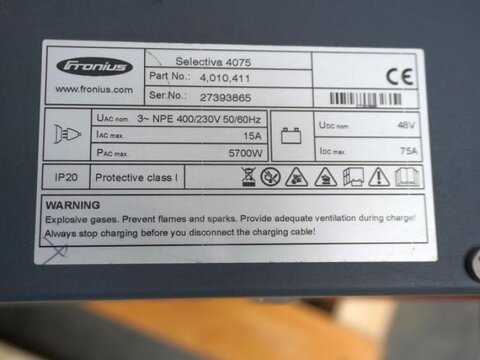 Fronius
Selectiva 4075
Part No.: 4,010,411
www.fronius.com
Ser.No.: 27393865
CE
UAC nom. 3~ NPE 400/230V 50/60Hz
IAC max. 15A
PAC max. 5700W
UDC nom. 48V
IDC max. 75A
IP20 Protective class I
WARNING
Explosive gases. Prevent flames and sparks. Provide adequate ventilation during charge!
Always stop charging before you disconnect the charging cable!